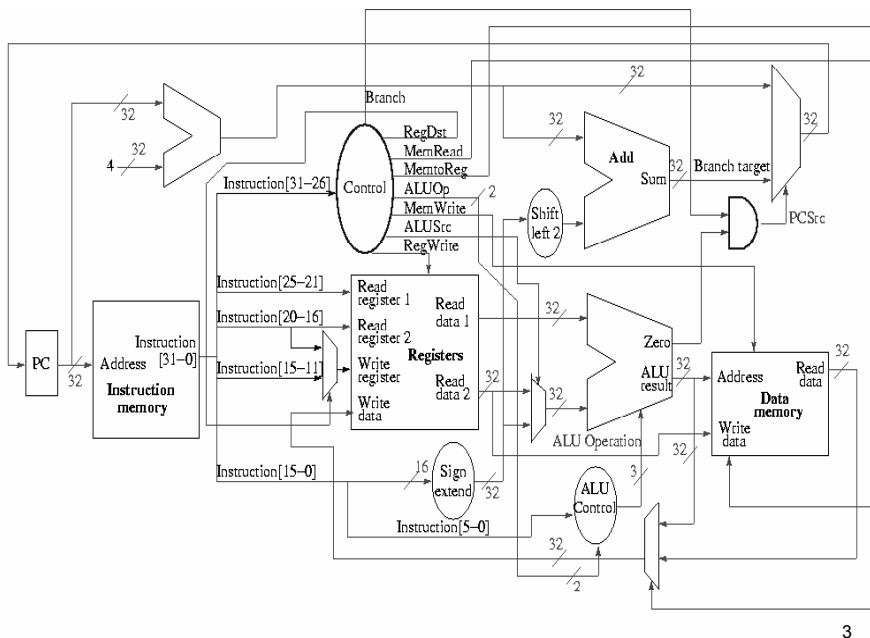 32
32
Branch
32
RegDst
32
32
4
32
MemRead
Add
32
Branch target
MemtoReg
Sum
Instruction[31–26]
Control
ALUOp
2
MemWrite
Shift
left 2
PCSrc
ALUSrc
RegWrite
Instruction[25–21]
Read
register 1
Read
data 1
32
Instruction[20–16]
Read
register 2
Registers
Zero
Instruction
[31–0]
PC
32
Address
Instruction
memory
Instruction[15–11]
Write
register
Read
data 2
32
32
ALU
result
32
Address
Read
data
32
Data
memory
Write
data
Write
data
ALU Operation
32
Instruction[15–0]
16
Sign
extend
32
3
ALU
Control
Instruction[5–0]
32
32
2
3